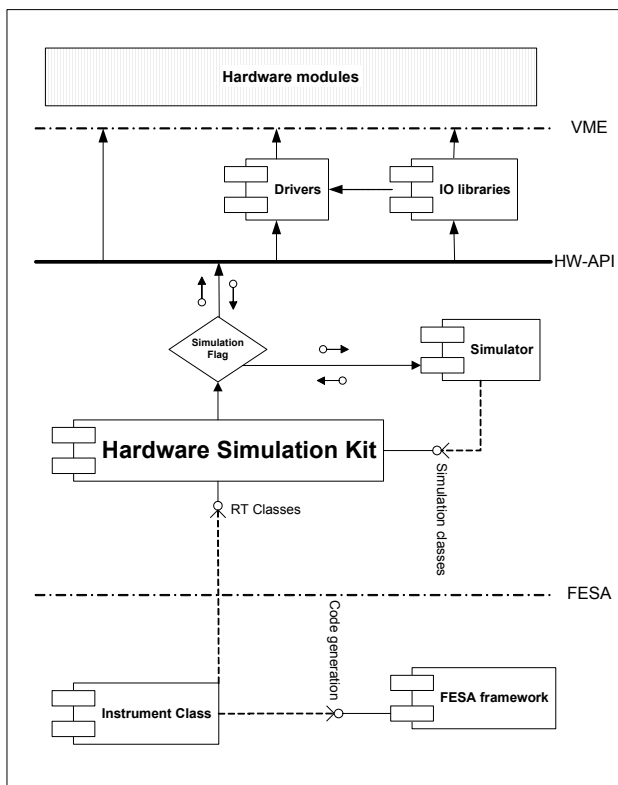 Hardware modules
VME
Drivers
IO libraries
HW-API
Simulation
Flag
Simulator
Hardware Simulation Kit
RT Classes
Simulation classes
FESA
Code generation
Instrument Class
FESA framework